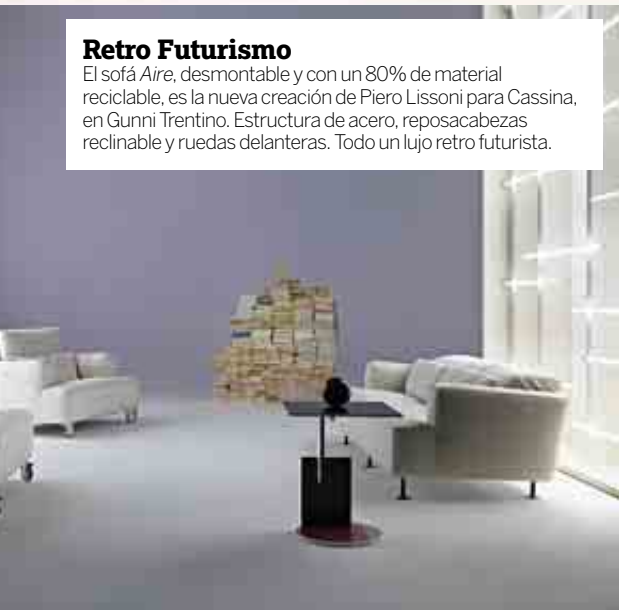 Retro Futurismo
El sofá Aire, desmontable y con un 80% de material
reciclable, es la nueva creación de Piero Lissoni para Cassina,
en Gunni Trentino. Estructura de acero, reposacabezas
reclinable y ruedas delanteras. Todo un lujo retro futurista.